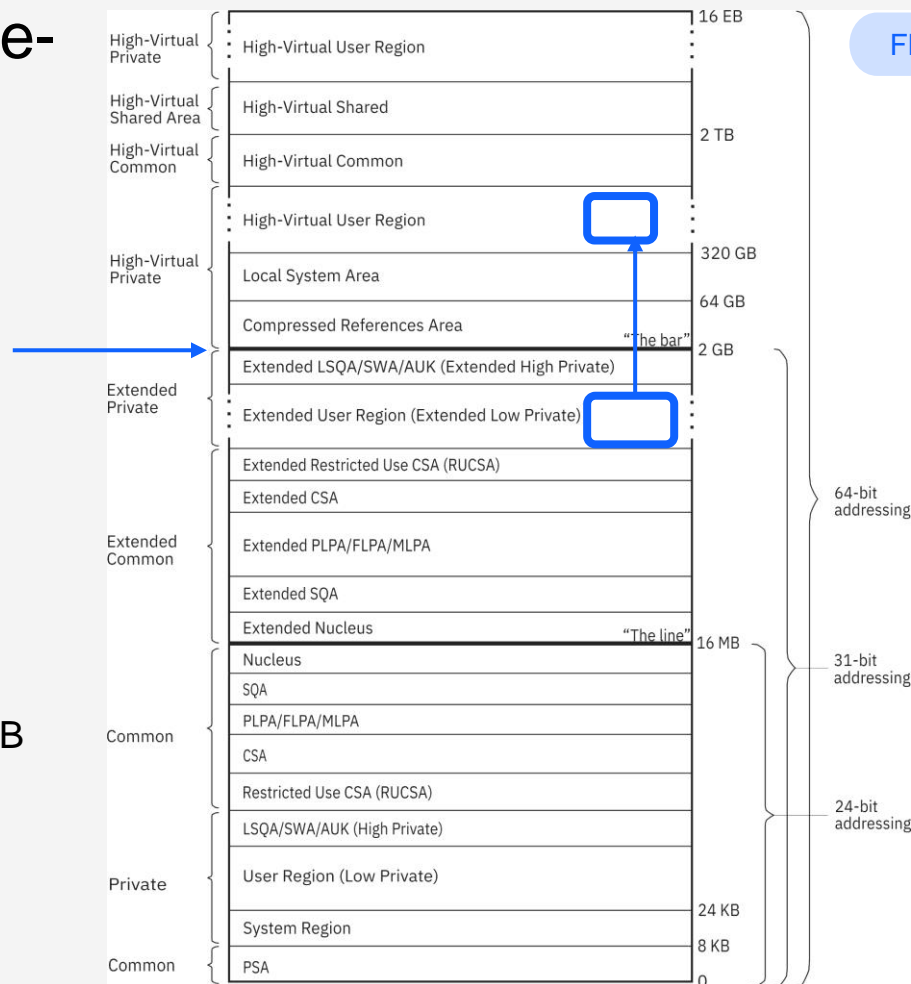 e-
FI
16 EB
High-Virtual
Private
High-Virtual User Region
High-Virtual
Shared Area
High-Virtual Shared
2 TB
High-Virtual
Common
High-Virtual Common
High-Virtual User Region
320 GB
High-Virtual
Private
Local System Area
64 GB
Compressed References Area
“The bar”
2 GB
Extended LSQA/SWA/AUK (Extended High Private)
Extended
Private
Extended User Region (Extended Low Private)
Extended Restricted Use CSA (RUCSA)
Extended CSA
64-bit
addressing
Extended
Common
Extended PLPA/FLPA/MLPA
Extended SQA
Extended Nucleus
“The line”
16 MB
Nucleus
31-bit
addressing
SQA
PLPA/FLPA/MLPA
B
Common
CSA
Restricted Use CSA (RUCSA)
24-bit
addressing
LSQA/SWA/AUK (High Private)
Private
User Region (Low Private)
24 KB
System Region
8 KB
Common
PSA
0